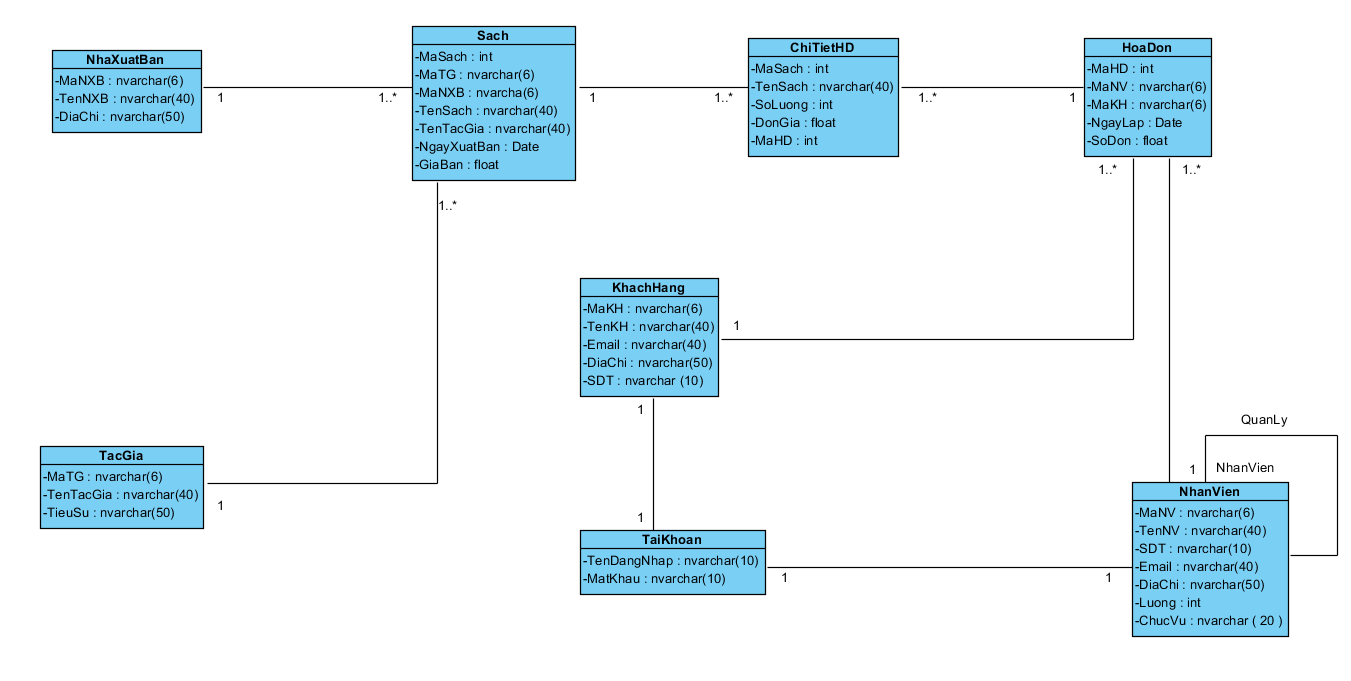 NhaXuatBan
-MaNXB : nvarchar(6)
-TenNXB : nvarchar(40)
-DiaChi : nvarchar(50)
1
1..*
Sach
-MaSach : int
-MaTG : nvarchar(6)
-MaNXB : nvarcha(6)
-TenSach : nvarchar(40)
-TenTacGia : nvarchar(40)
-NgayXuatBan : Date
-GiaBan : float
1
1..*
1..*
ChiTietHD
-MaSach : int
-TenSach : nvarchar(40)
-SoLuong : int
-DonGia : float
-MaHD : int
1..*
1
HoaDon
-MaHD : int
-MaNV : nvarchar(6)
-MaKH : nvarchar(6)
-NgayLap : Date
-SoDon : float
1..*
1..*
KhachHang
-MaKH : nvarchar(6)
-TenKH : nvarchar(40)
-Email : nvarchar(40)
-DiaChi : nvarchar(50)
-SDT : nvarchar (10)
1
1
TacGia
-MaTG : nvarchar(6)
-TenTacGia : nvarchar(40)
-TieuSu : nvarchar(50)
1
1
TaiKhoan
-TenDangNhap : nvarchar(10)
-MatKhau : nvarchar(10)
1
1
QuanLy
1
NhanVien
NhanVien
-MaNV : nvarchar(6)
-TenNV : nvarchar(40)
-SDT : nvarchar(10)
-Email : nvarchar(40)
-DiaChi : nvarchar(50)
-Luong : int
-ChucVu : nvarchar ( 20 )